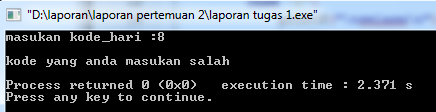 "D:\laporan\laporan pertemuan 2\laporan tugas 1.exe"
masukan kode_hari :8
kode yang anda masukan salah
Process returned 0 (0x0)   execution time : 2.371 s
Press any key to continue.